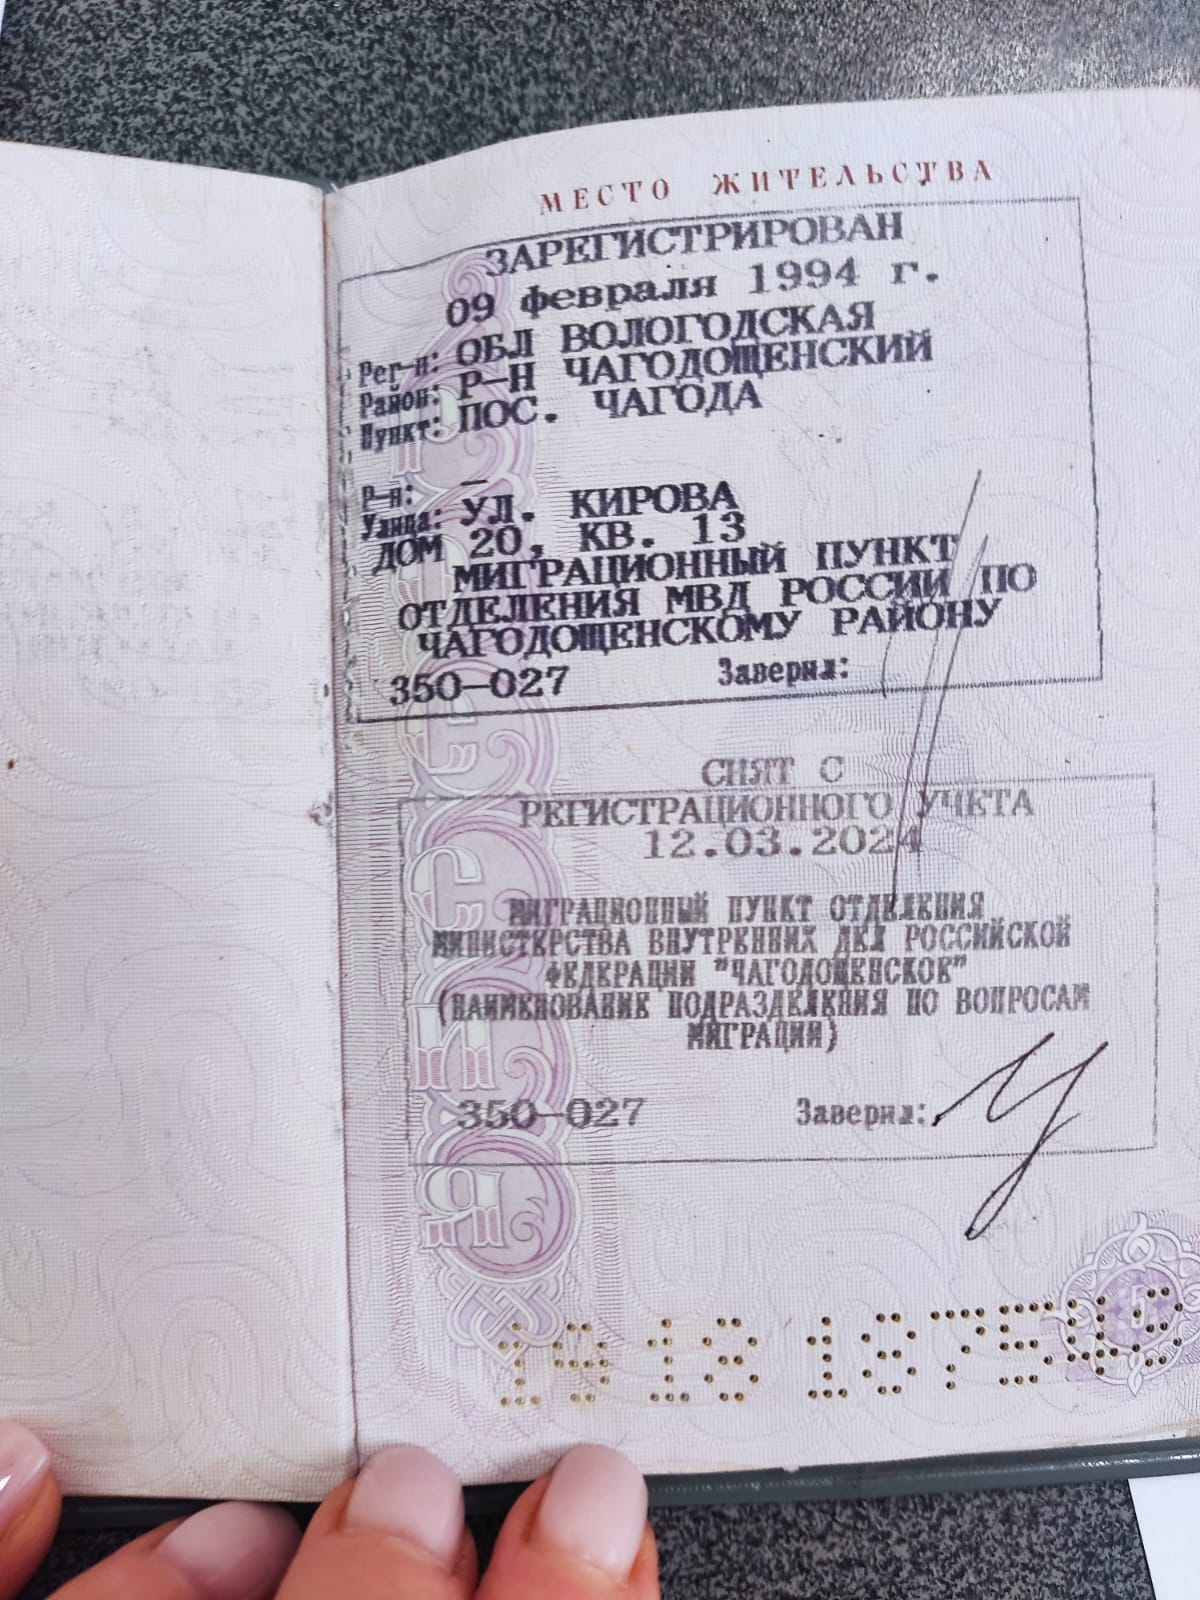 МЕСТО ЖИТЕЛЬСТВА
ЗАРЕГИСТРИРОВАН
09 февраля 1994 г.
Рег-н: ОБЛ ВОЛОГОДСКАЯ
Район: Р-Н ЧАГОДОЩЕНСКИЙ
Пункт: ПОС. ЧАГОДА
Р-н: –
Улица: УЛ. КИРОВА
ДОМ 20, КВ. 13
МИГРАЦИОННЫЙ ПУНКТ
ОТДЕЛЕНИЯ МВД РОССИИ ПО
ЧАГОДОЩЕНСКОМУ РАЙОНУ
350-027 Заверил:
СНЯТ С
РЕГИСТРАЦИОННОГО УЧЕТА
12.03.2024
МИГРАЦИОННЫЙ ПУНКТ ОТДЕЛЕНИЯ
МИНИСТЕРСТВА ВНУТРЕННИХ ДЕЛ РОССИЙСКОЙ
ФЕДЕРАЦИИ "ЧАГОДОЩЕНСКОЕ"
(НАИМЕНОВАНИЕ ПОДРАЗДЕЛЕНИЯ ПО ВОПРОСАМ
МИГРАЦИИ)
350-027 Заверил:
5